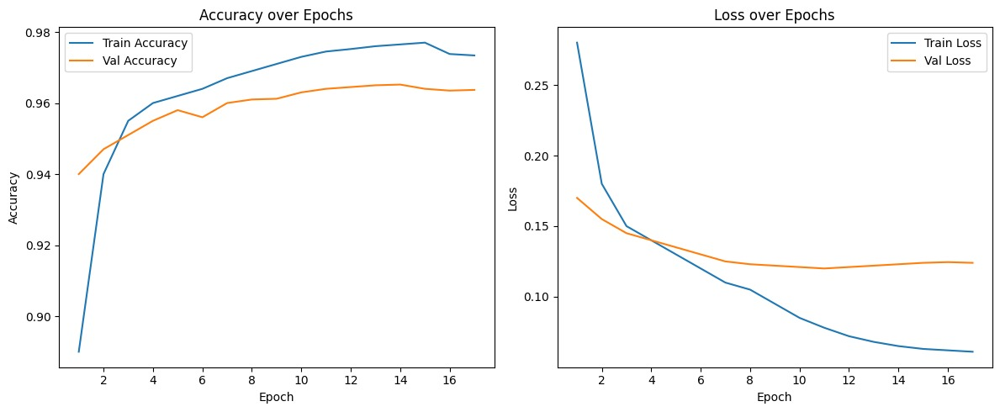 Accuracy over Epochs
Train Accuracy
Val Accuracy
Accuracy
0.98
0.96
0.94
0.92
0.90
2 4 6 8 10 12 14 16
Epoch
Loss over Epochs
Train Loss
Val Loss
Loss
0.25
0.20
0.15
0.10
2 4 6 8 10 12 14 16
Epoch